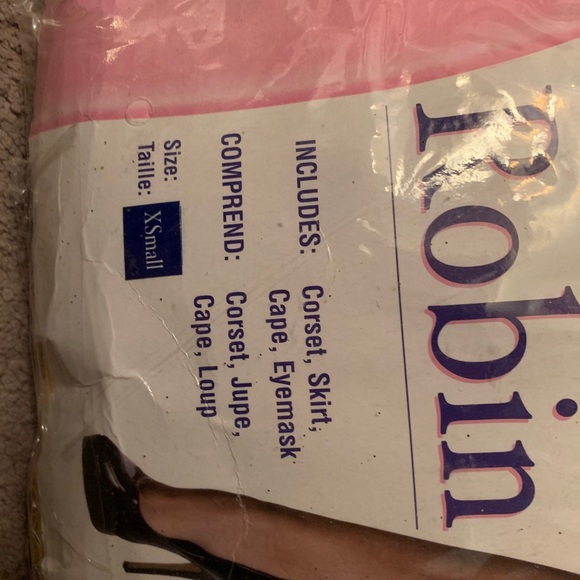 Robin
INCLUDES: Corset, Skirt,
Cape, Eyemask
COMPREND: Corset, Jupe,
Cape, Loup
Size:
Taille: XSmall